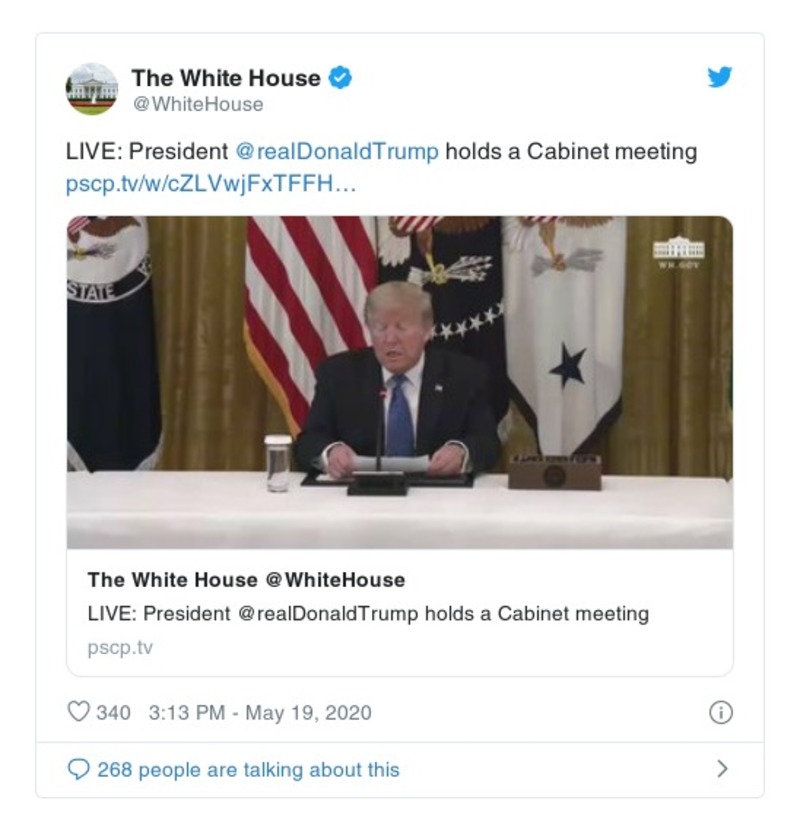 The White House
@WhiteHouse
LIVE: President @realDonaldTrump holds a Cabinet meeting
pscp.tv/w/cZLVwjFxTFFH…
STATE
WH.GOV
The White House @WhiteHouse
LIVE: President @realDonaldTrump holds a Cabinet meeting
pscp.tv
340 3:13 PM - May 19, 2020
268 people are talking about this